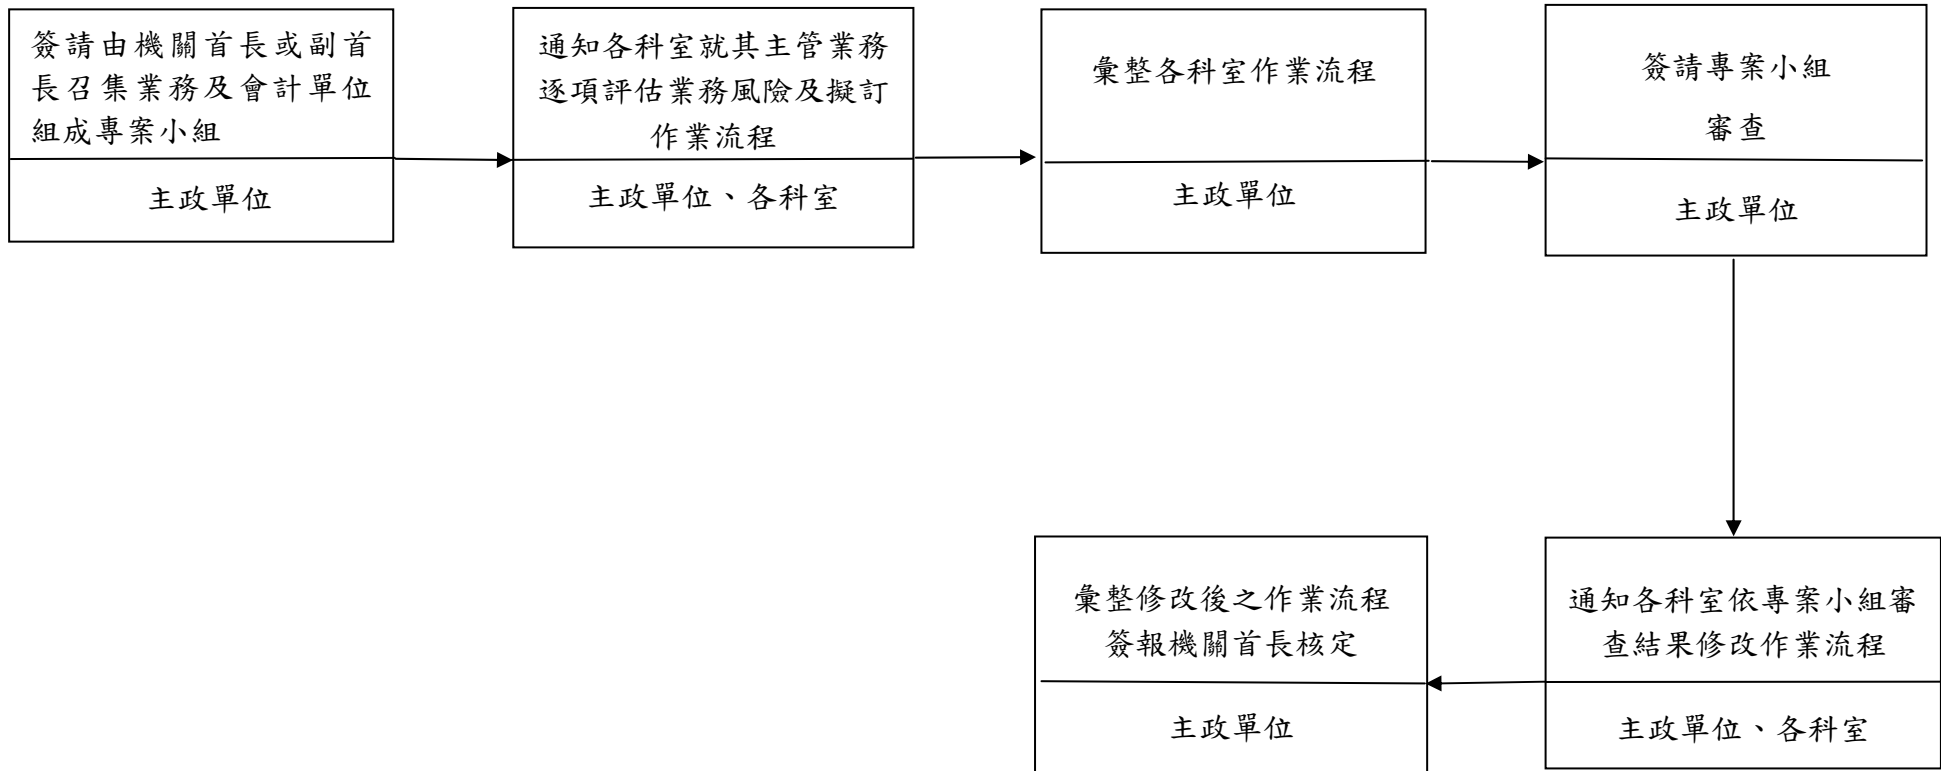 簽請由機關首長或副首
長召集業務及會計單位
組成專案小組
主政單位
通知各科室就其主管業務
逐項評估業務風險及擬訂
作業流程
主政單位、各科室
彙整各科室作業流程
主政單位
簽請專案小組
審查
主政單位
通知各科室依專案小組審
查結果修改作業流程
主政單位、各科室
彙整修改後之作業流程
簽報機關首長核定
主政單位